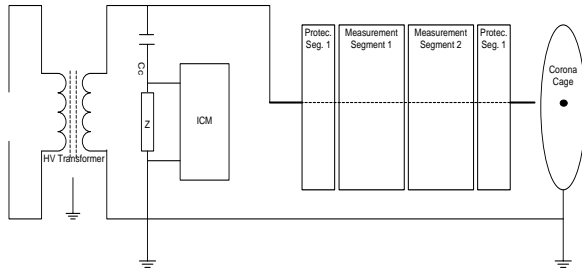 Protec.
Seg. 1
Measurement
Segment 1
Measurement
Segment 2
Protec.
Seg. 1
Corona
Cage
Cc
Z
ICM
HV Transformer